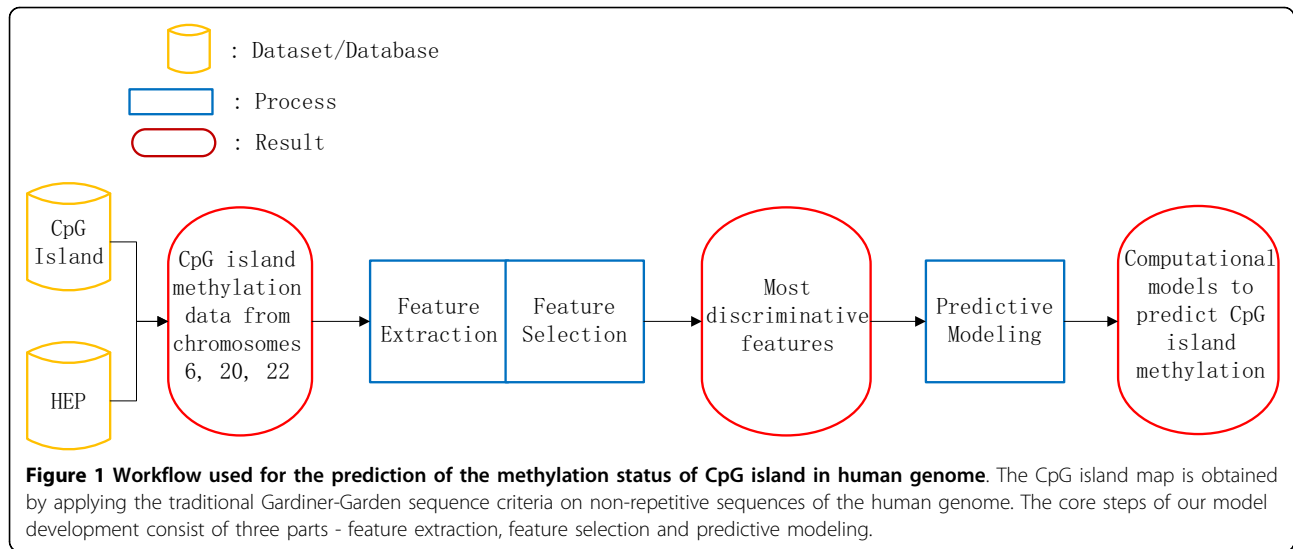 : Dataset/Database
: Process
: Result
CpG
Island
HEP
CpG island
methylation
data from
chromosomes
6, 20, 22
Feature
Extraction
Feature
Selection
Most
discriminative
features
Predictive
Modeling
Computational
models to
predict CpG
island
methylation
Figure 1 Workflow used for the prediction of the methylation status of CpG island in human genome. The CpG island map is obtained
by applying the traditional Gardiner-Garden sequence criteria on non-repetitive sequences of the human genome. The core steps of our model
development consist of three parts - feature extraction, feature selection and predictive modeling.